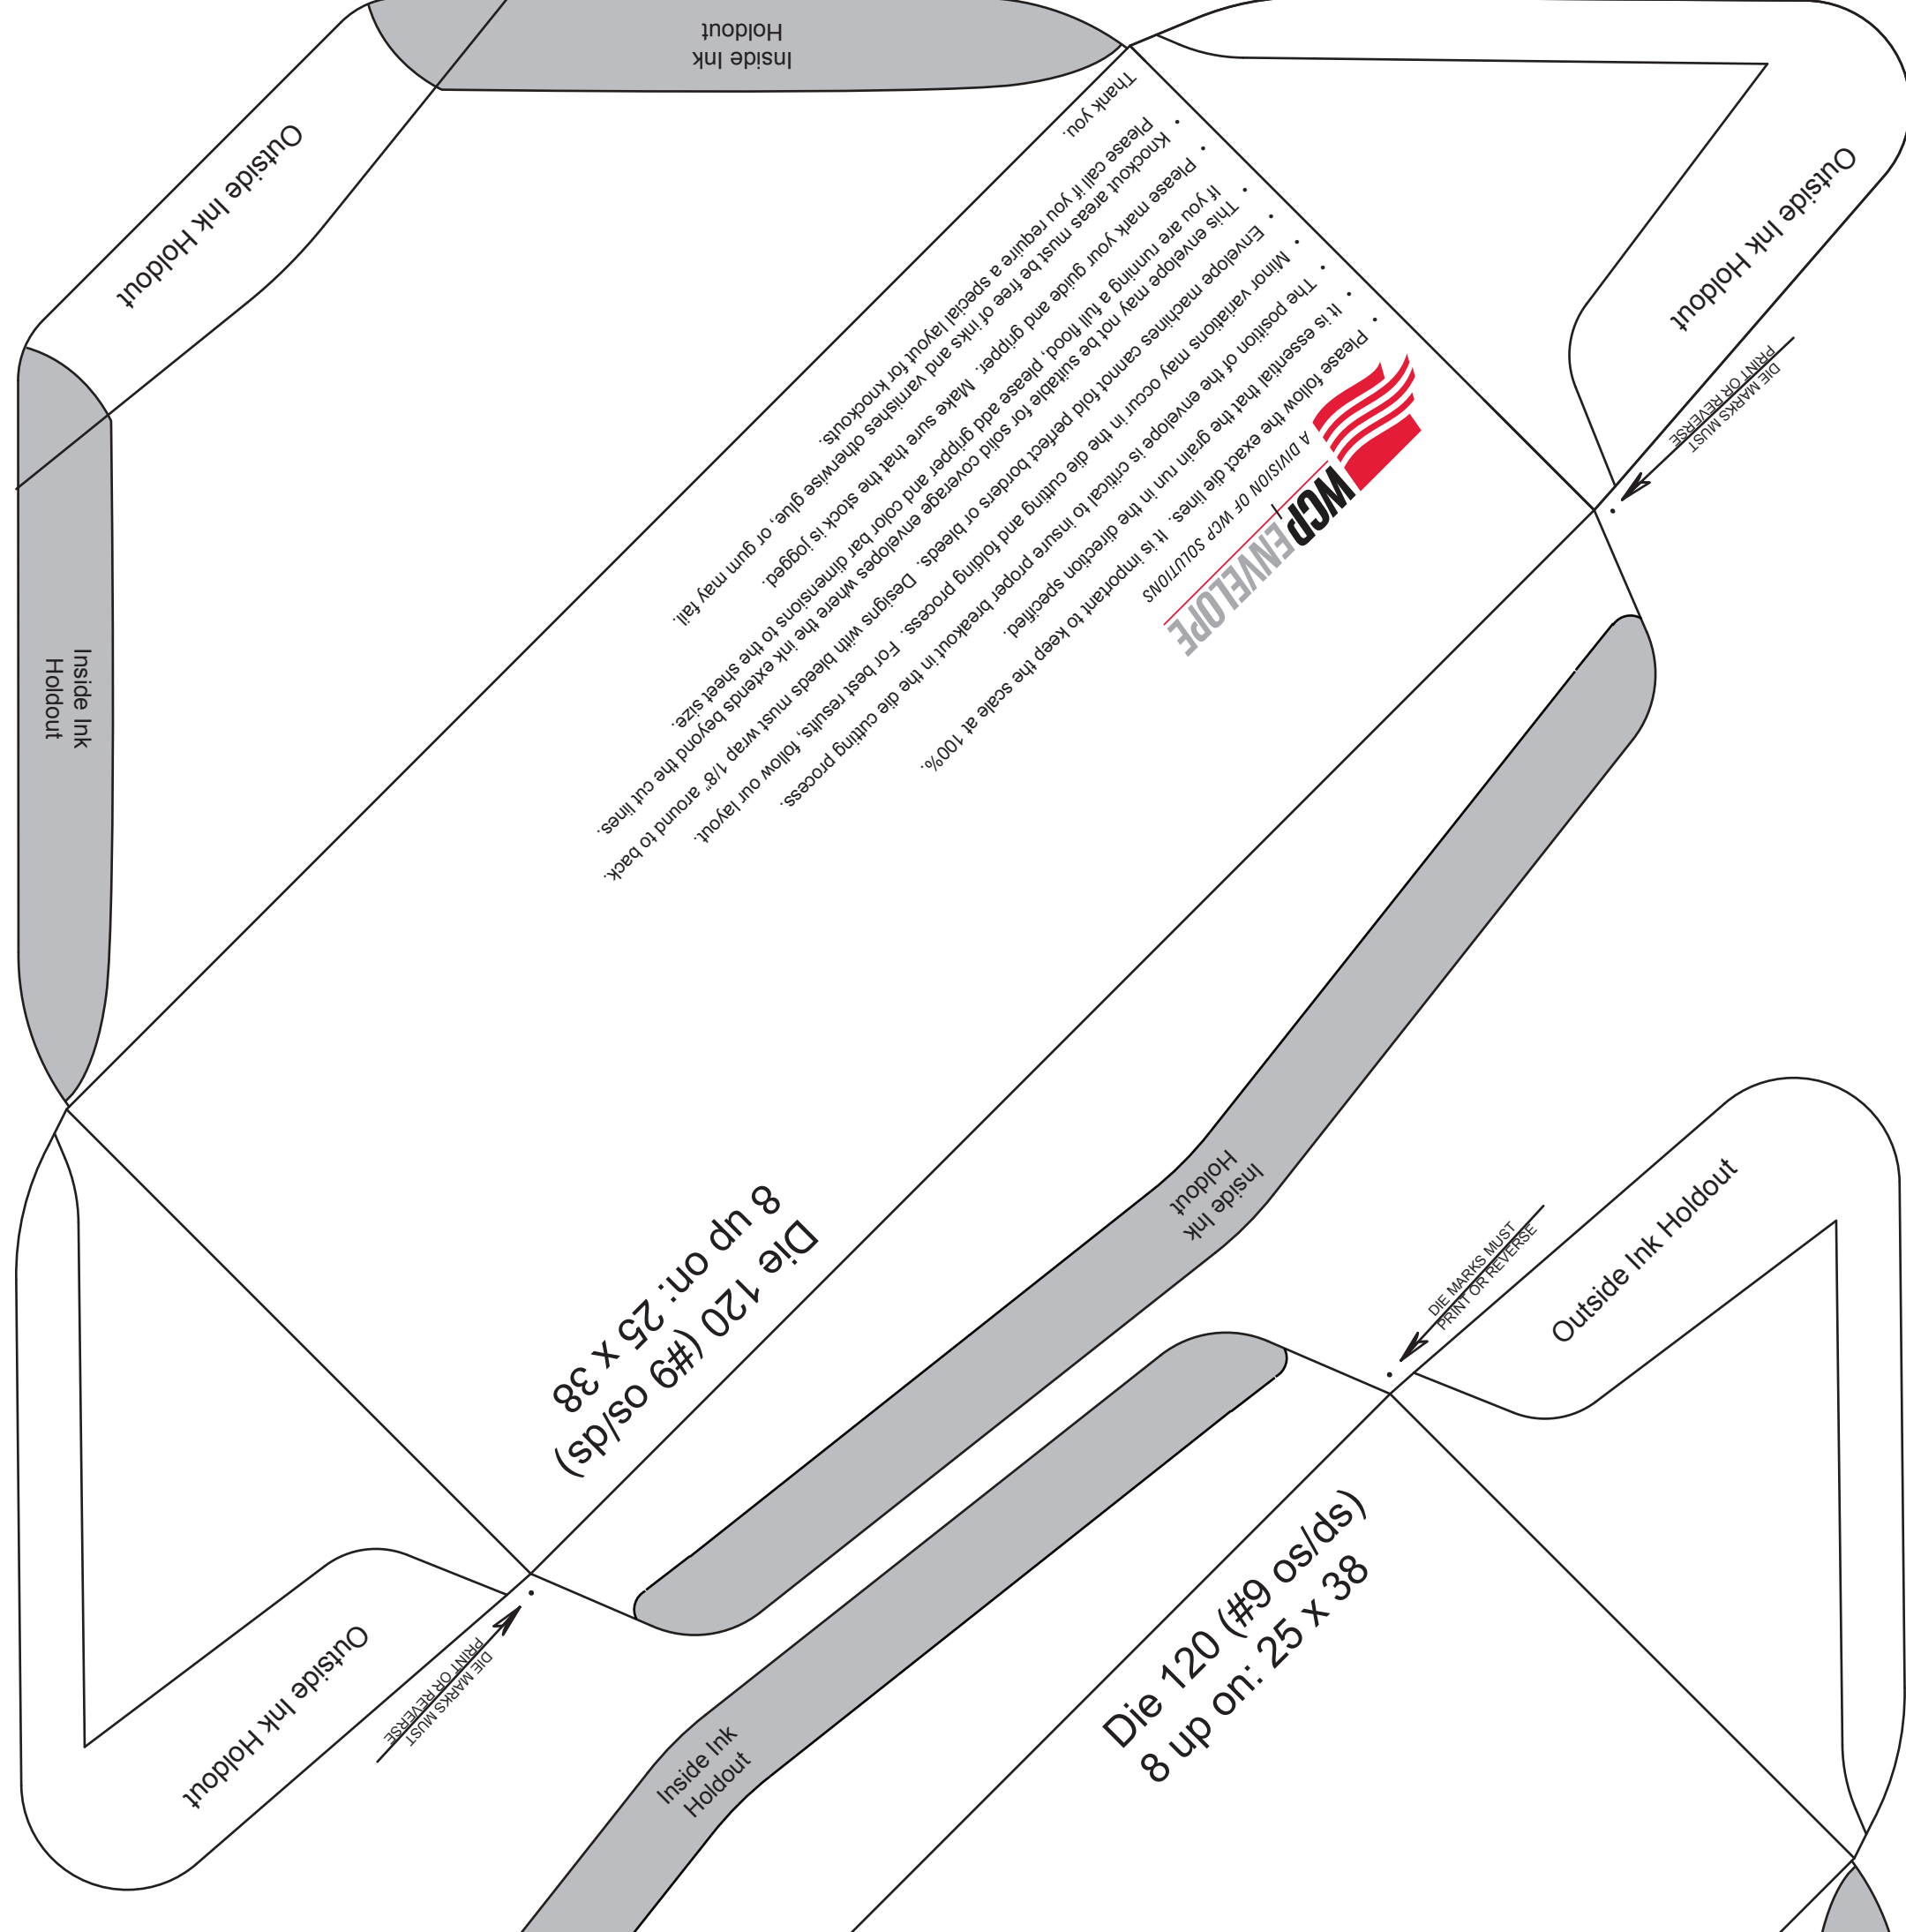 Inside Ink
Holdout
Outside Ink Holdout
Outside Ink Holdout
DIE MARKS MUST
PRINT OR REVERSE
Inside Ink
Holdout
WCP ENVELOPE
A DIVISION OF WCP SOLUTIONS
• Please follow the exact die lines. It is important to keep the scale at 100%.
• It is essential that the grain run in the direction specified.
• The position of the envelope is critical to insure proper breakout in the die cutting process.
• Minor variations may occur in the die cutting and folding process. For best results, follow our layout.
• Envelope machines cannot fold perfect borders or bleeds. Designs with bleeds must wrap 1/8" around to back.
• This envelope may not be suitable for solid coverage envelopes where the ink extends beyond the cut lines.
If you are running a full flood, please add gripper and color bar dimensions to the sheet size.
• Please mark your guide and gripper. Make sure that the stock is jogged.
• Knockout areas must be free of inks and varnishes otherwise glue, or gum may fail.
Please call if you require a special layout for knockouts.
Thank you.
Die 120 (#9 os/ds)
8 up on: 25 x 38
Inside Ink
Holdout
Outside Ink Holdout
DIE MARKS MUST
PRINT OR REVERSE
DIE MARKS MUST
PRINT OR REVERSE
Outside Ink Holdout
Inside Ink
Holdout
Die 120 (#9 os/ds)
8 up on: 25 x 38